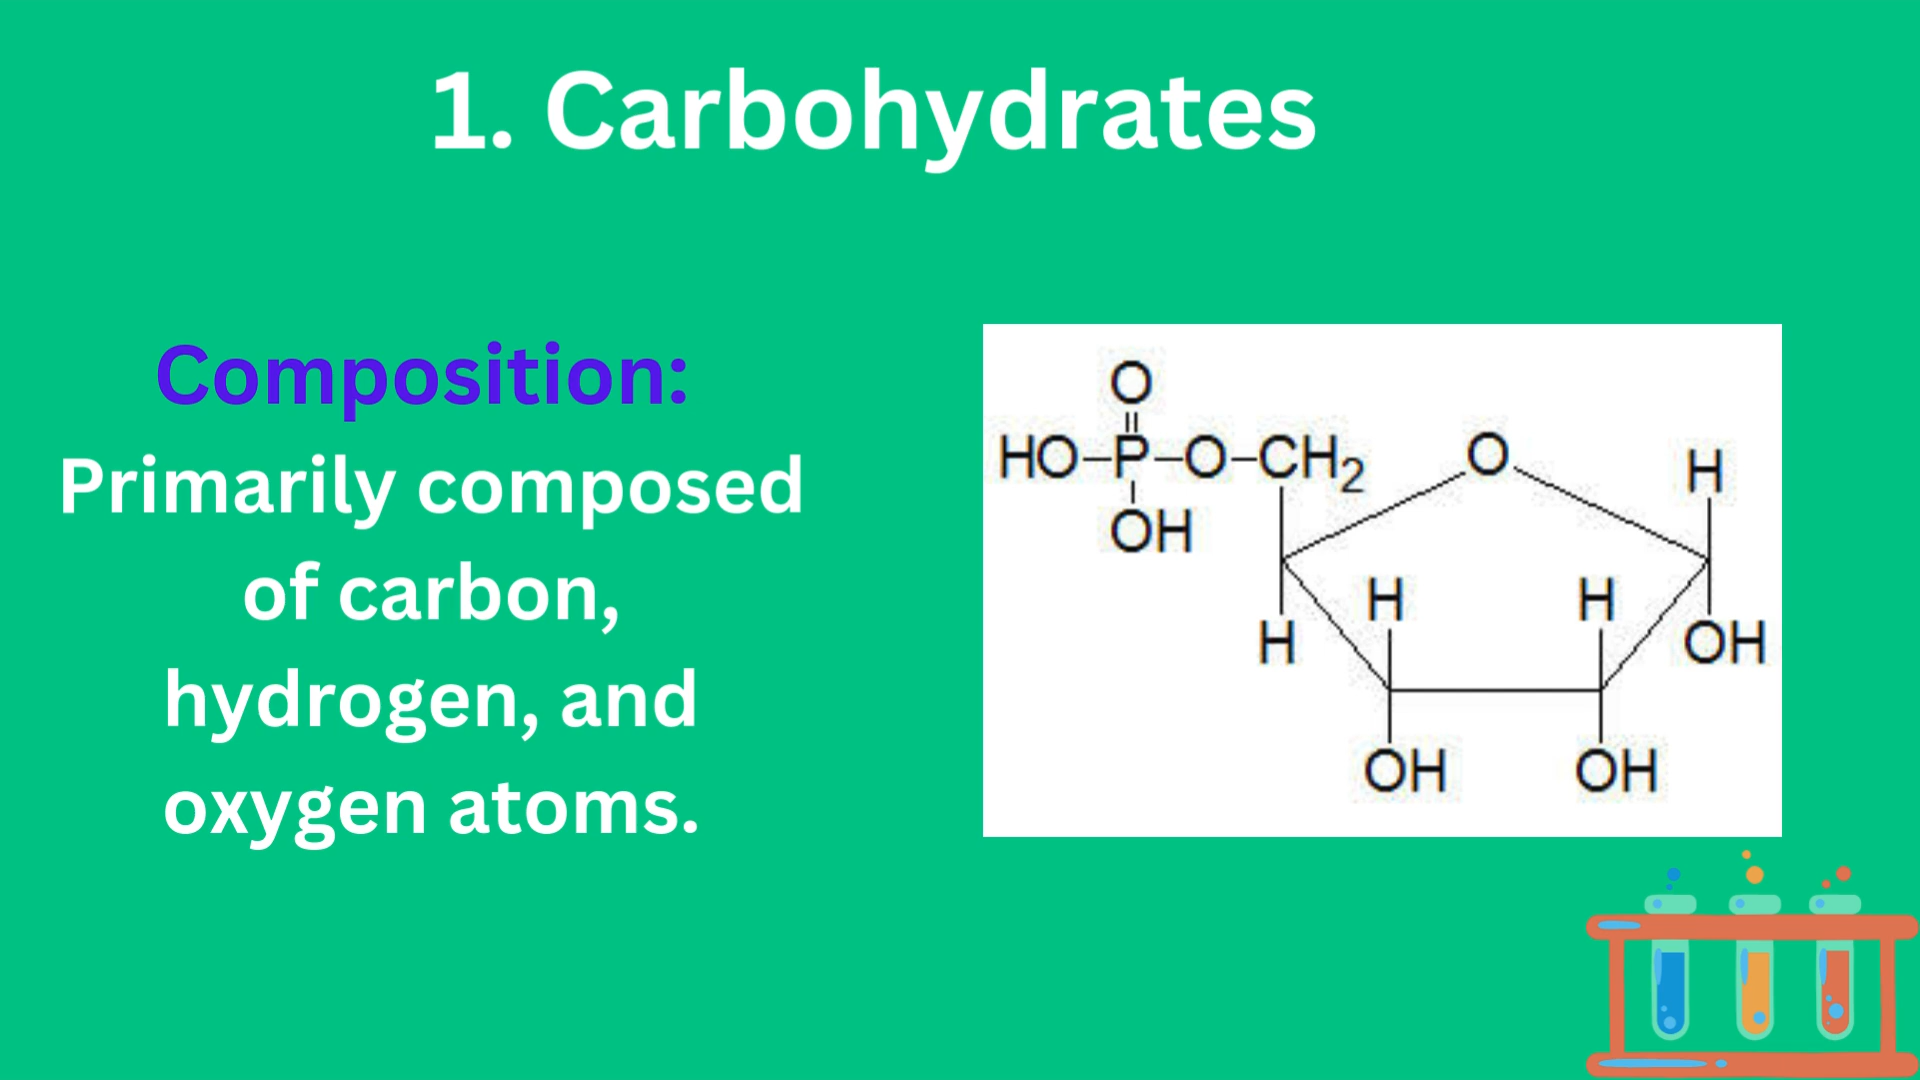 1. Carbohydrates
Composition:
Primarily composed
of carbon,
hydrogen, and
oxygen atoms.
O
HO-P-O-CH2 O H
OH
H H
H OH
OH OH